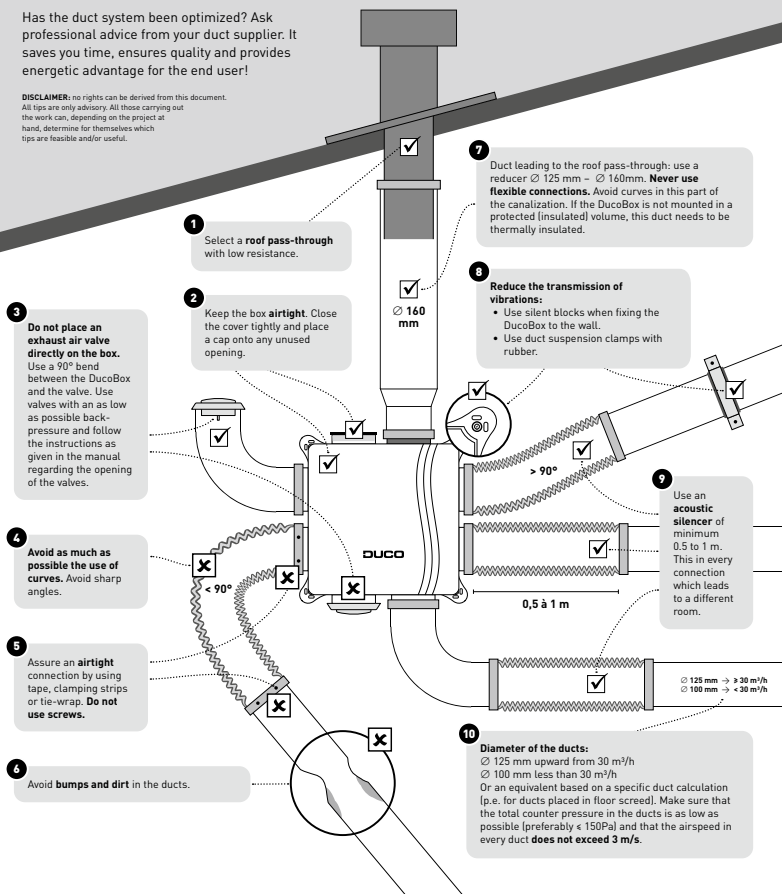 Has the duct system been optimized? Ask
professional advice from your duct supplier. It
saves you time, ensures quality and provides
energetic advantage for the end user!
DISCLAIMER: no rights can be derived from this document.
All tips are only advisory. All those carrying out
the work can, depending on the project at
hand, determine for themselves which
tips are feasible and/or useful.
1
Select a roof pass-through
with low resistance.
2
Keep the box airtight. Close
the cover tightly and place
a cap onto any unused
opening.
3
Do not place an
exhaust air valve
directly on the box.
Use a 90° bend
between the DucoBox
and the valve. Use
valves with an as low
as possible back-
pressure and follow
the instructions as
given in the manual
regarding the opening
of the valves.
4
Avoid as much as
possible the use of
curves. Avoid sharp
angles.
5
Assure an airtight
connection by using
tape, clamping strips
or tie-wrap. Do not
use screws.
6
Avoid bumps and dirt in the ducts.
7
Duct leading to the roof pass-through: use a
reducer ∅ 125 mm – ∅ 160mm. Never use
flexible connections. Avoid curves in this part of
the canalization. If the DucoBox is not mounted in a
protected (insulated) volume, this duct needs to be
thermally insulated.
8
Reduce the transmission of
vibrations:
• Use silent blocks when fixing the
DucoBox to the wall.
• Use duct suspension clamps with
rubber.
9
Use an
acoustic
silencer of
minimum
0.5 to 1 m.
This in every
connection
which leads
to a different
room.
10
Diameter of the ducts:
∅ 125 mm upward from 30 m³/h
∅ 100 mm less than 30 m³/h
Or an equivalent based on a specific duct calculation
(p.e. for ducts placed in floor screed). Make sure that
the total counter pressure in the ducts is as low as
possible (preferably ≤ 150Pa) and that the airspeed in
every duct does not exceed 3 m/s.
∅ 160
mm
> 90°
< 90°
DUCO
0,5 à 1 m
∅ 125 mm → ≥ 30 m³/h
∅ 100 mm → < 30 m³/h